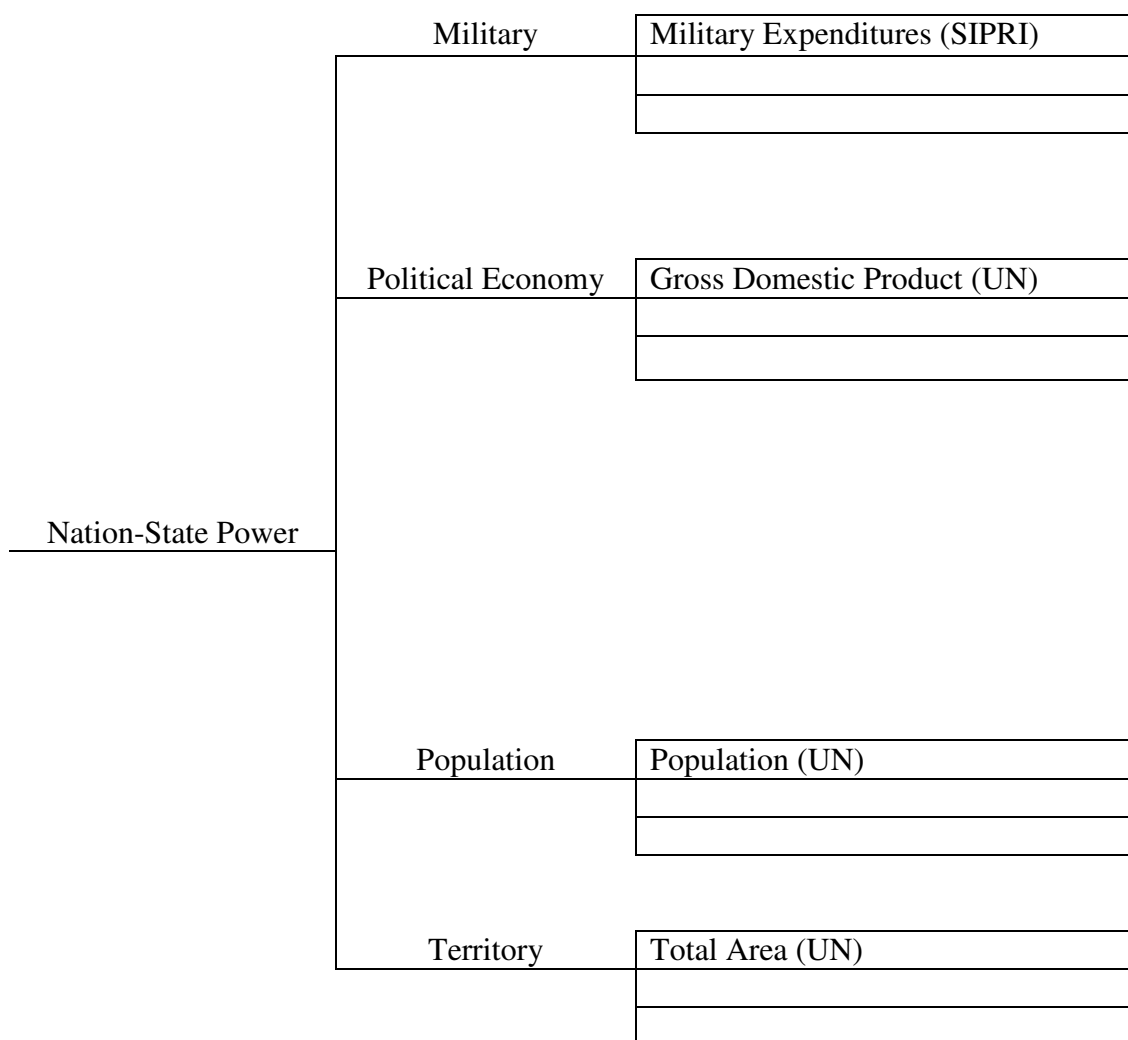 Military
Military Expenditures (SIPRI)
Political Economy
Gross Domestic Product (UN)
Nation-State Power
Population
Population (UN)
Territory
Total Area (UN)